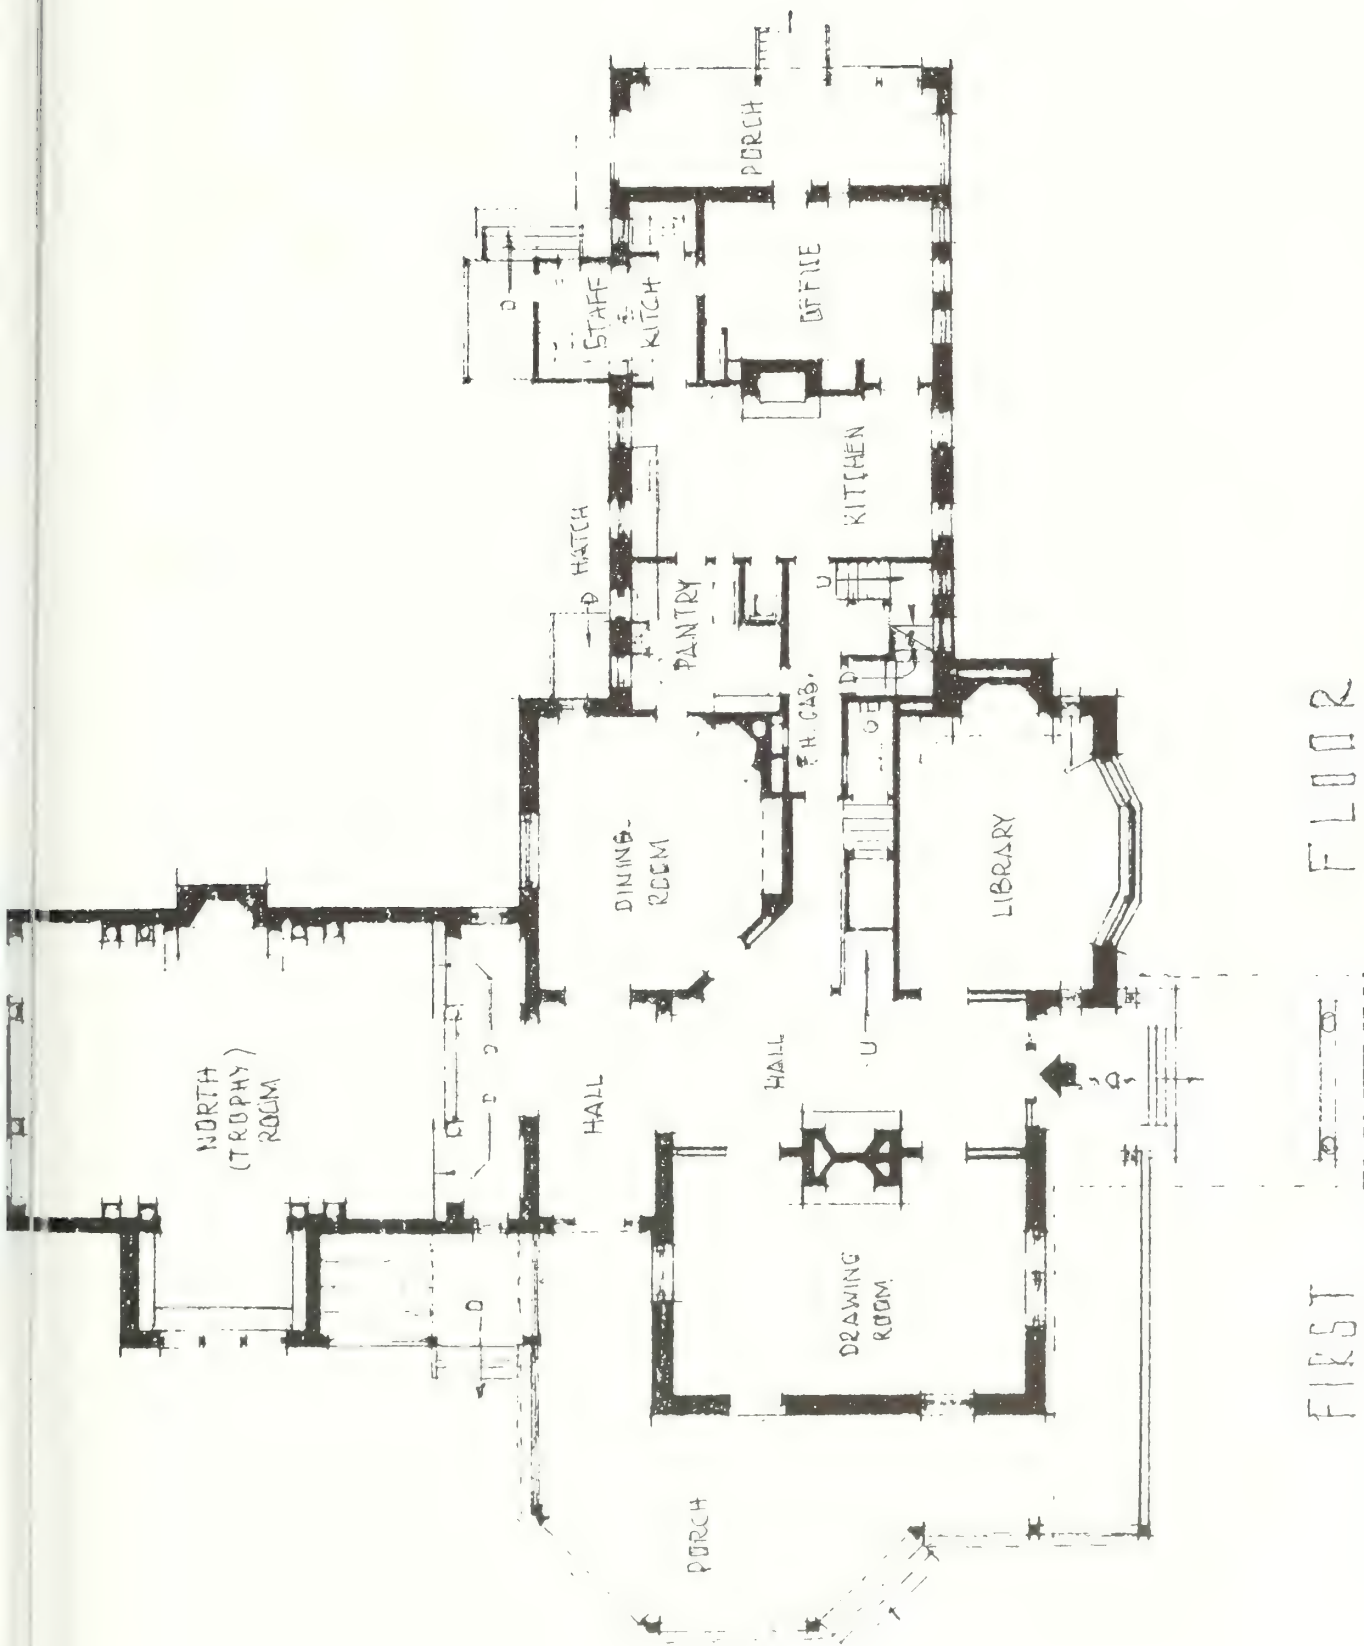 NORTH
(TROPHY)
ROOM
D
D
D
HALL
DINING-
ROOM
D
HATCH
PANTRY
D
STAFF
KITCH
PORCH
OFFICE
KITCHEN
U
D
T.H. CAB.
LIBRARY
HALL
U
D
DRAWING
ROOM
PORCH
FIRST FLOOR